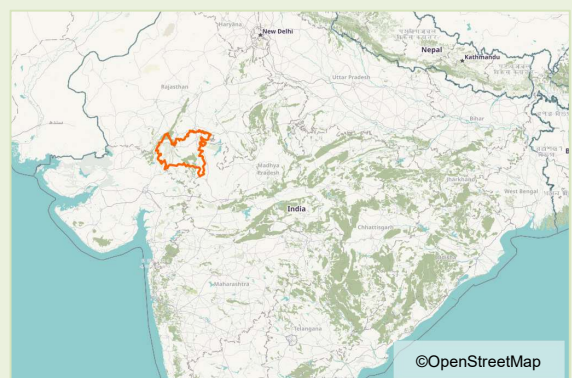 Haryana
New Delhi
Nepal
Kathmandu
Rajasthan
Uttar Pradesh
Bihar
Madhya
Pradesh
Jharkhand
West Bengal
India
Chhattisgarh
Maharashtra
Telangana
©OpenStreetMap